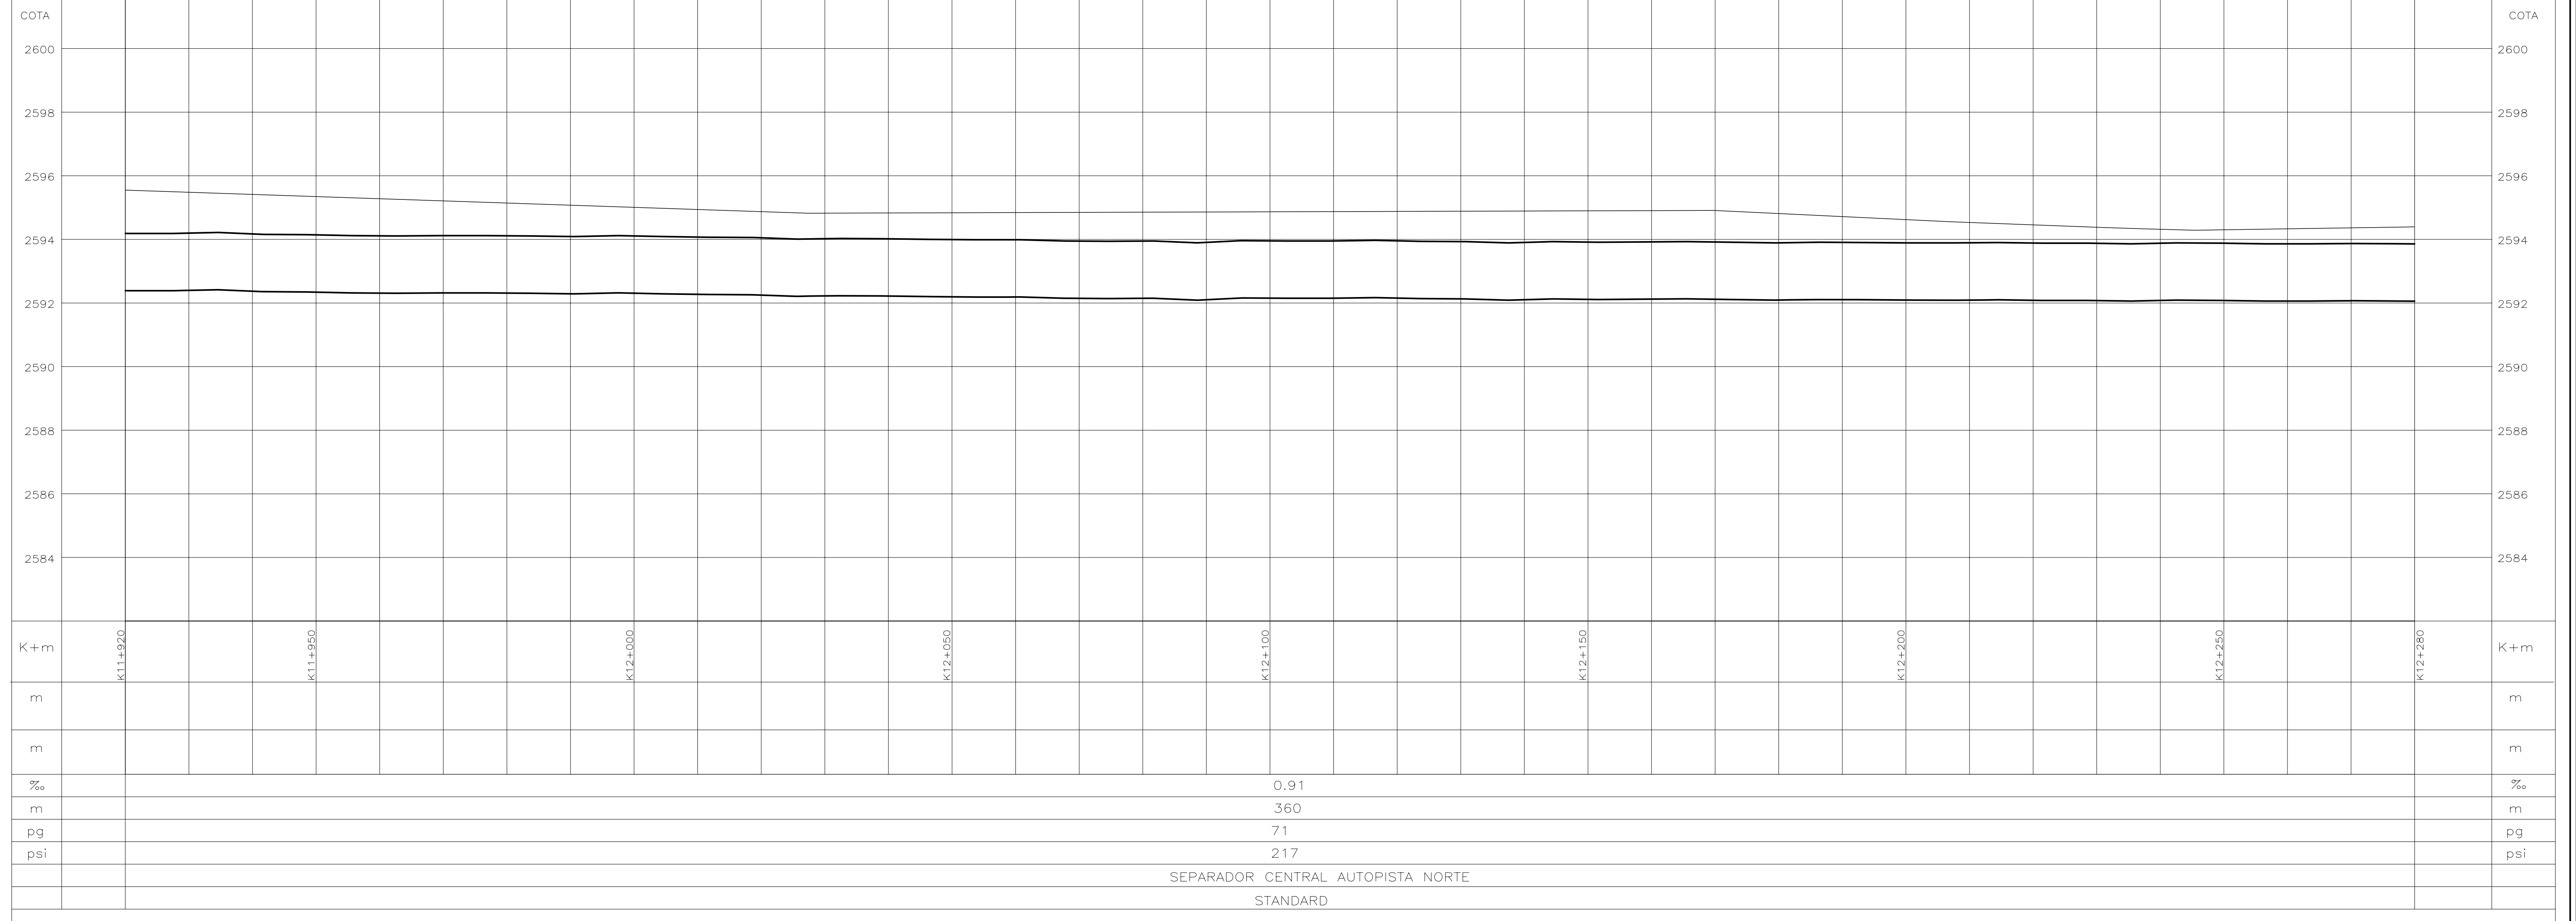 COTA COTA
2600 2600
2598 2598
2596 2596
2594 2594
2592 2592
2590 2590
2588 2588
2586 2586
2584 2584
K+m K11+920 K11+950 K12+000 K12+050 K12+100 K12+150 K12+200 K12+250 K12+280 K+m
m m
m m
‰ 0.91 ‰
m 360 m
pg 71 pg
psi 217 psi
SEPARADOR CENTRAL AUTOPISTA NORTE
STANDARD